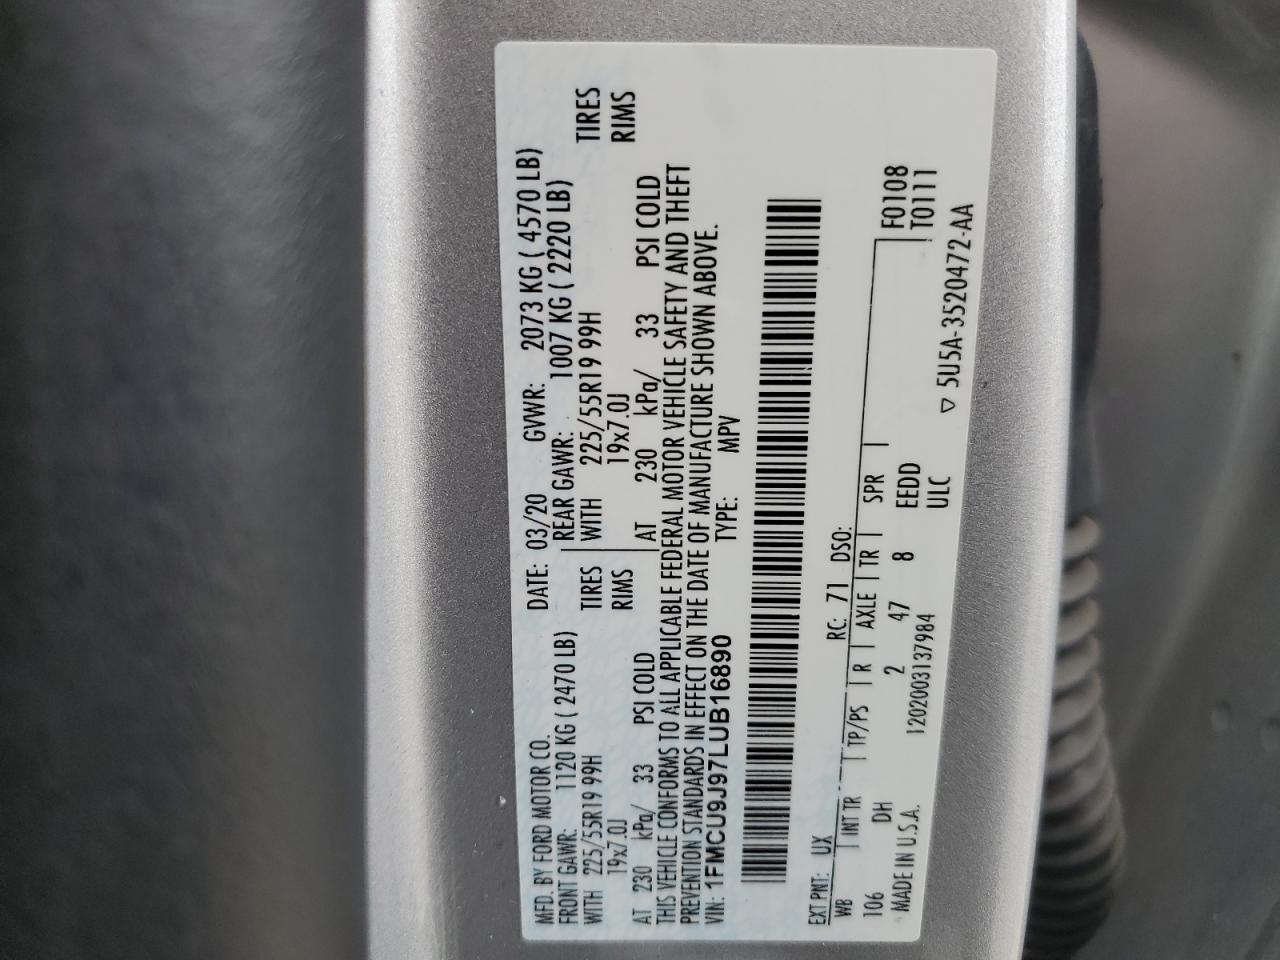 MFD. BY FORD MOTOR CO. DATE: 03/20 GVWR: 2073 KG ( 4570 LB)
FRONT GAWR: 1120 KG ( 2470 LB) REAR GAWR: 1007 KG ( 2220 LB)
WITH 225/55R19 99H TIRES WITH 225/55R19 99H TIRES
19x7.0J RIMS 19x7.0J RIMS
AT 230 kPa/ 33 PSI COLD AT 230 kPa/ 33 PSI COLD
THIS VEHICLE CONFORMS TO ALL APPLICABLE FEDERAL MOTOR VEHICLE SAFETY AND THEFT
PREVENTION STANDARDS IN EFFECT ON THE DATE OF MANUFACTURE SHOWN ABOVE.
VIN: 1FMCU9J97LUB16890 TYPE: MPV
EXT PNT: UX RC: 71 DSO:
WB INT TR TP/PS R AXLE TR SPR F0108
106 DH 2 47 8 EEDD T0111
MADE IN U.S.A. 1202003137984 ULC ▽ 5U5A-3520472-AA